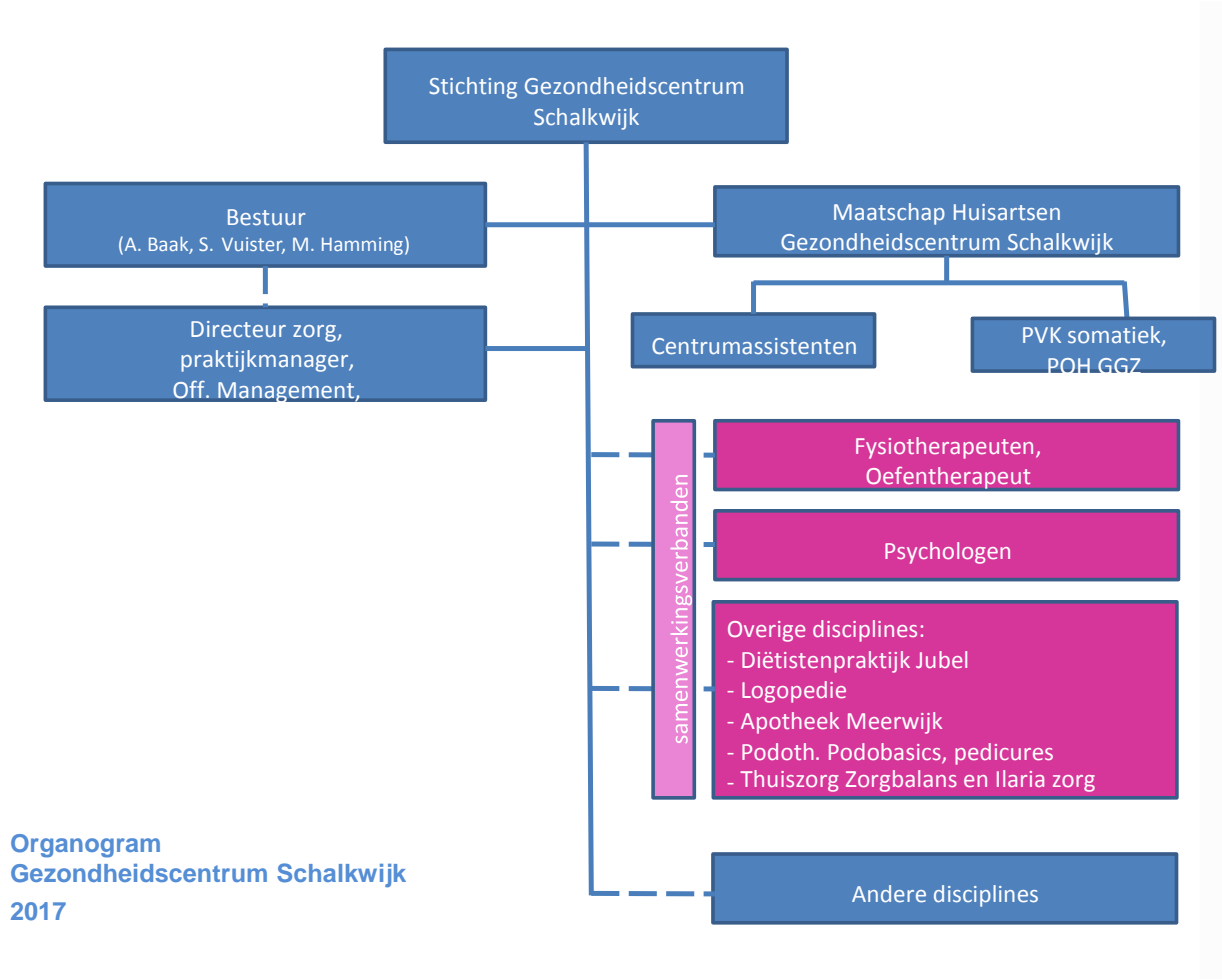 Stichting Gezondheidscentrum
Schalkwijk
Bestuur
(A. Baak, S. Vuister, M. Hamming)
Maatschap Huisartsen
Gezondheidscentrum Schalkwijk
Directeur zorg,
praktijkmanager,
Off. Management,
Centrumassistenten
PVK somatiek,
POH GGZ
samenwerkingsverbanden
Fysiotherapeuten,
Oefentherapeut
Psychologen
Overige disciplines:
- Diëtistenpraktijk Jubel
- Logopedie
- Apotheek Meerwijk
- Podoth. Podobasics, pedicures
- Thuiszorg Zorgbalans en Ilaria zorg
Andere disciplines
Organogram
Gezondheidscentrum Schalkwijk
2017